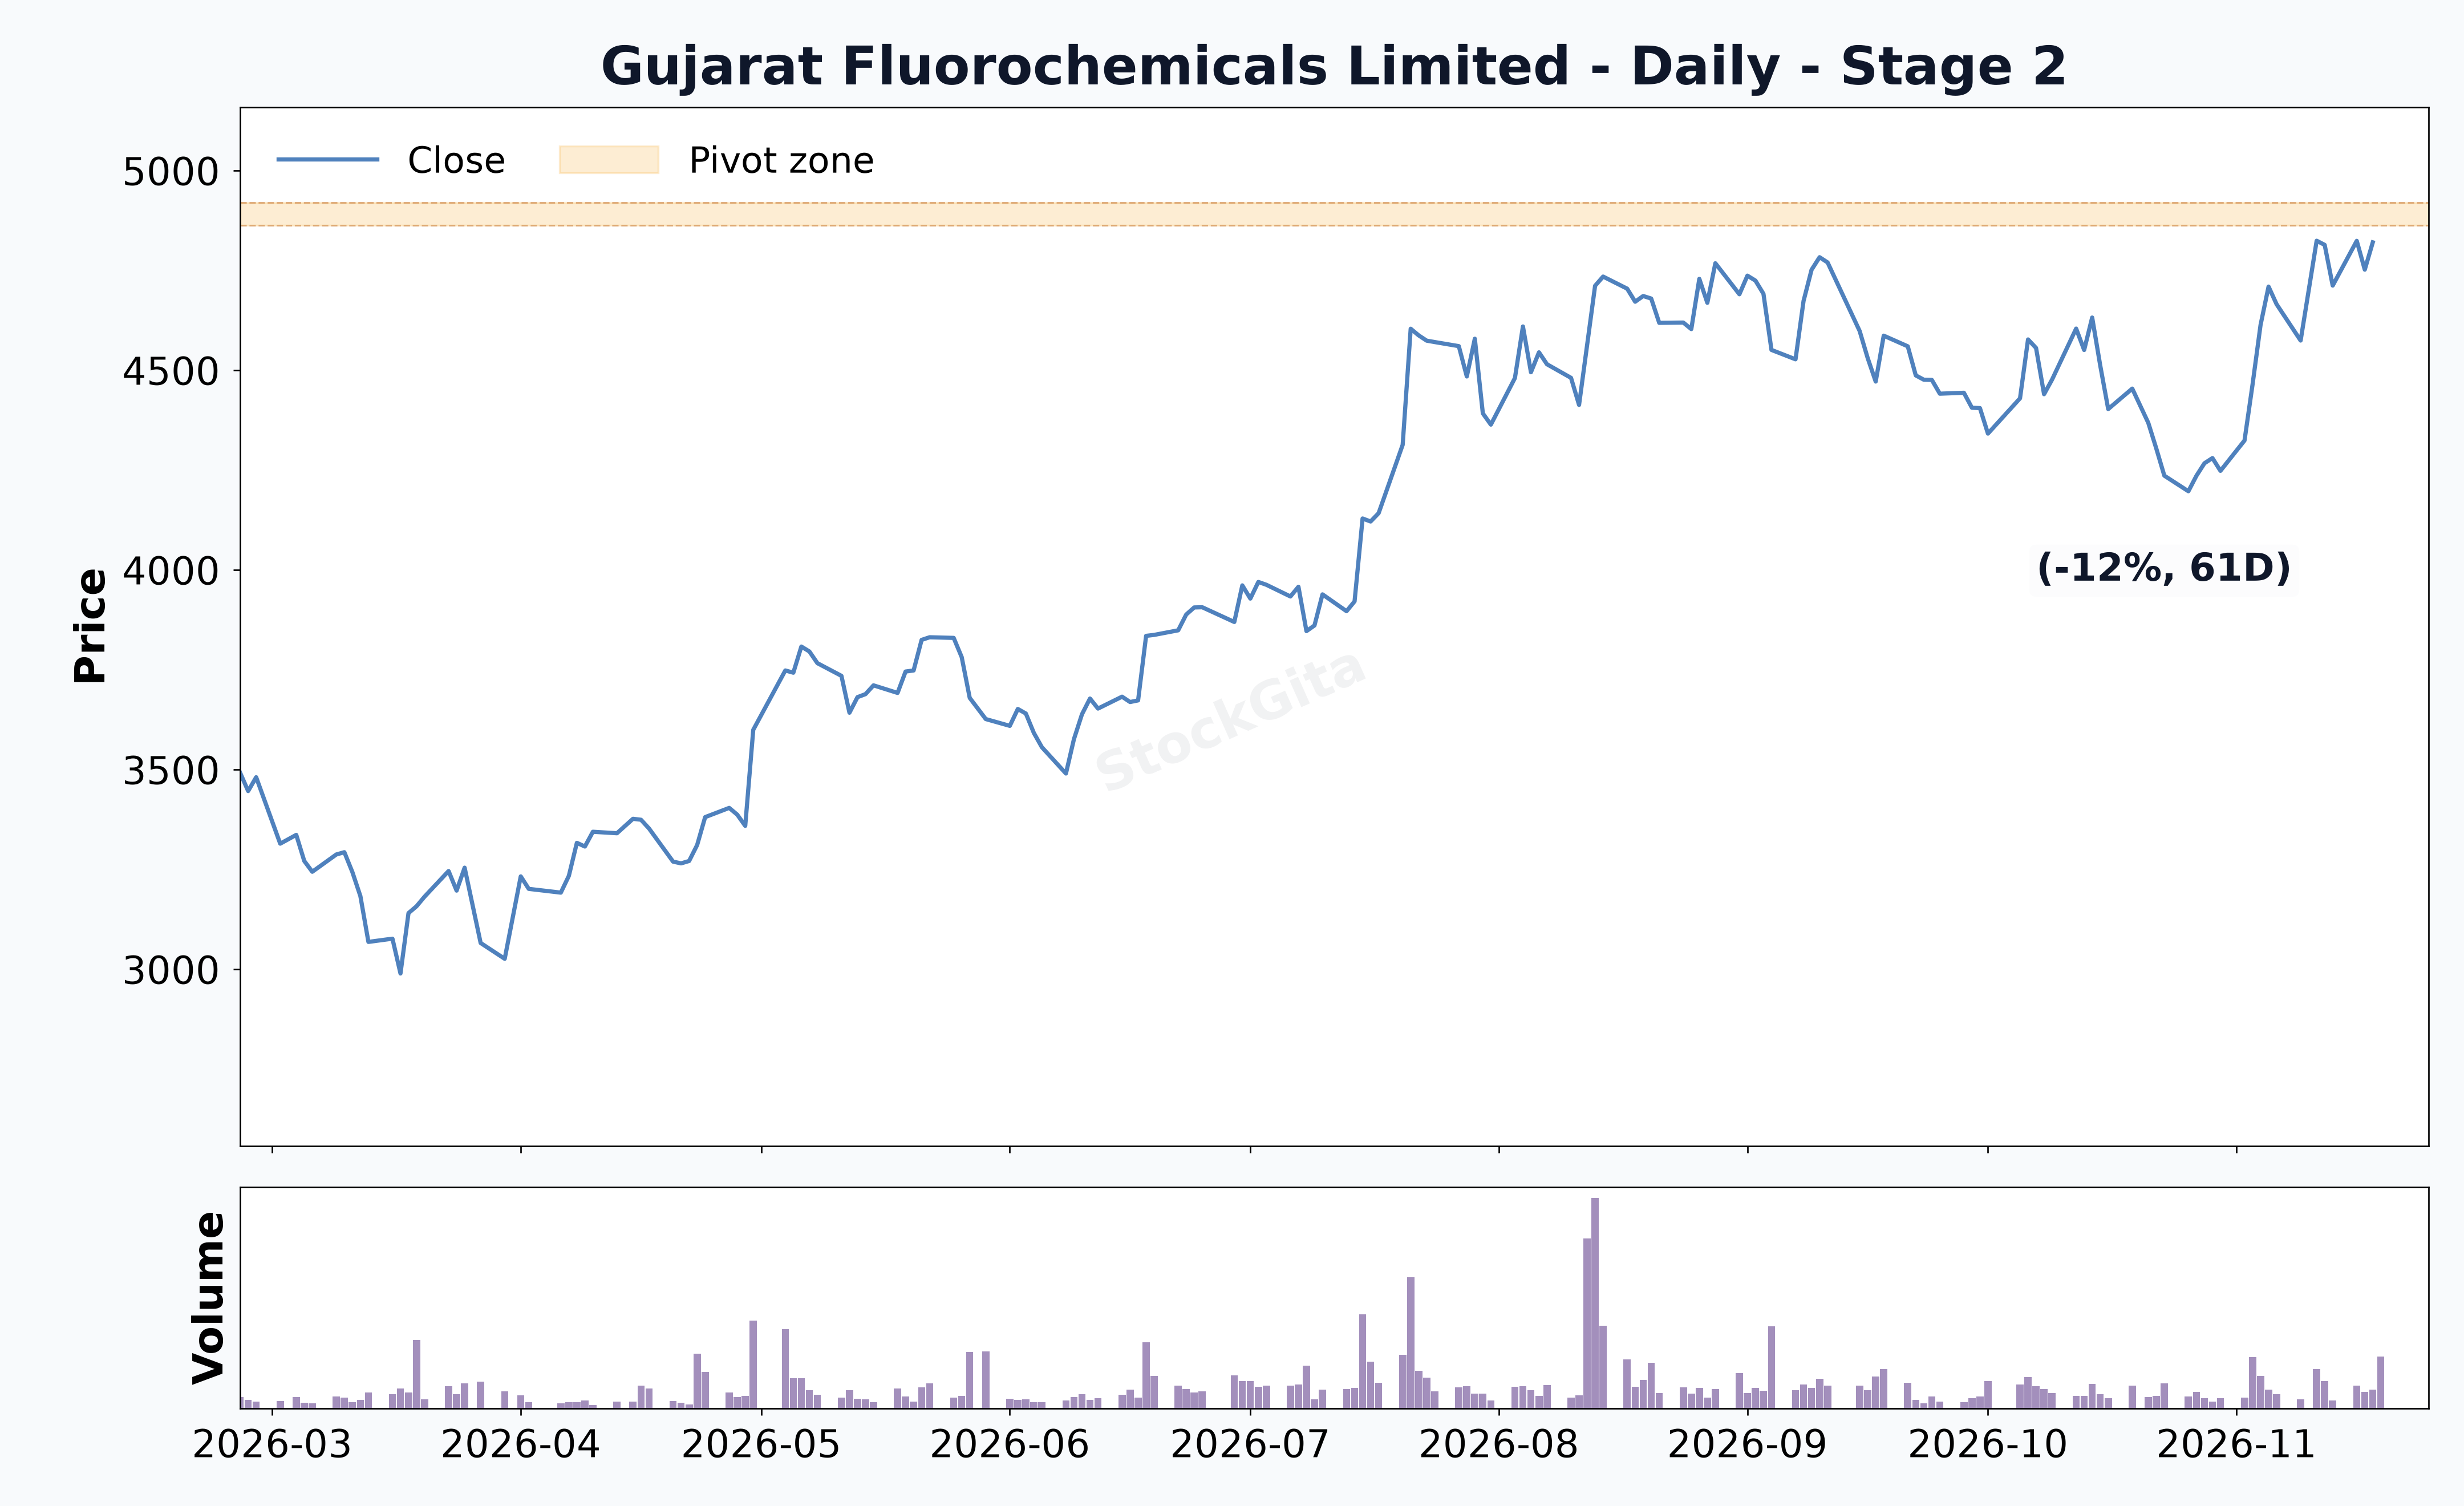 Gujarat Fluorochemicals Limited - Daily - Stage 2
Close
Pivot zone
5000
4500
4000
3500
3000
Price
(-12%, 61D)
StockGita
Volume
2026-03
2026-04
2026-05
2026-06
2026-07
2026-08
2026-09
2026-10
2026-11